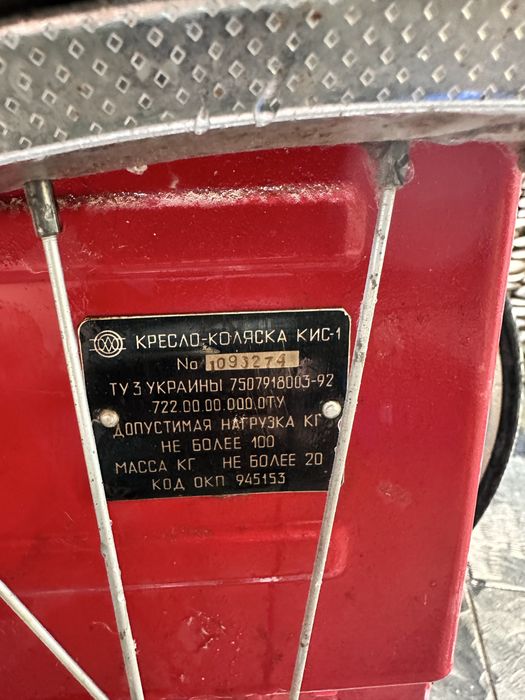 КРЕСЛО-КОЛЯСКА КИС-1
No 1093274
ТУ 3 УКРАИНЫ 7507918003-92
722.00.00.000.0ТУ
ДОПУСТИМАЯ НАГРУЗКА КГ
НЕ БОЛЕЕ 100
МАССА КГ НЕ БОЛЕЕ 20
КОД ОКП 945153